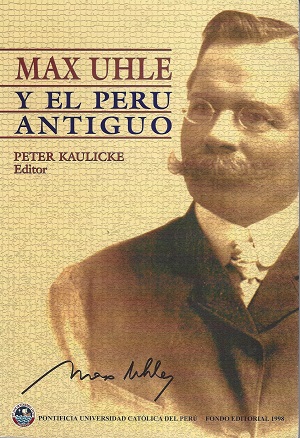 MAX UHLE
Y EL PERU
ANTIGUO
PETER KAULICKE
Editor
Max Uhle
PONTIFICIA UNIVERSIDAD CATÓLICA DEL PERÚ FONDO EDITORIAL 1998